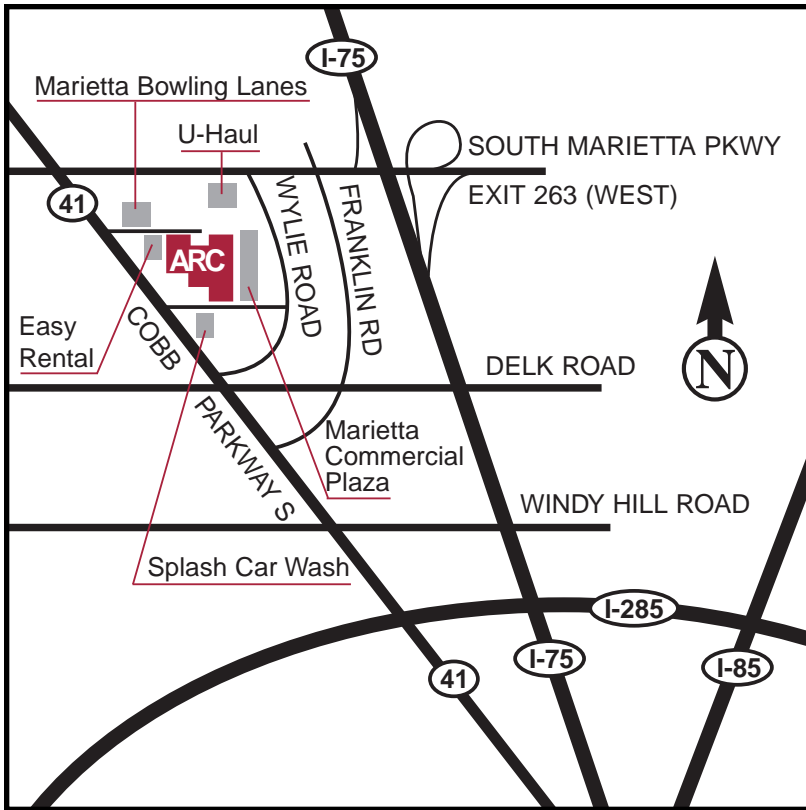 I-75
Marietta Bowling Lanes
U-Haul
SOUTH MARIETTA PKWY
EXIT 263 (WEST)
41
WYLIE ROAD
FRANKLIN RD
ARC
Easy
Rental
COBB
PARKWAY S
DELK ROAD
N
Marietta
Commercial
Plaza
WINDY HILL ROAD
Splash Car Wash
I-285
I-75
I-85
41